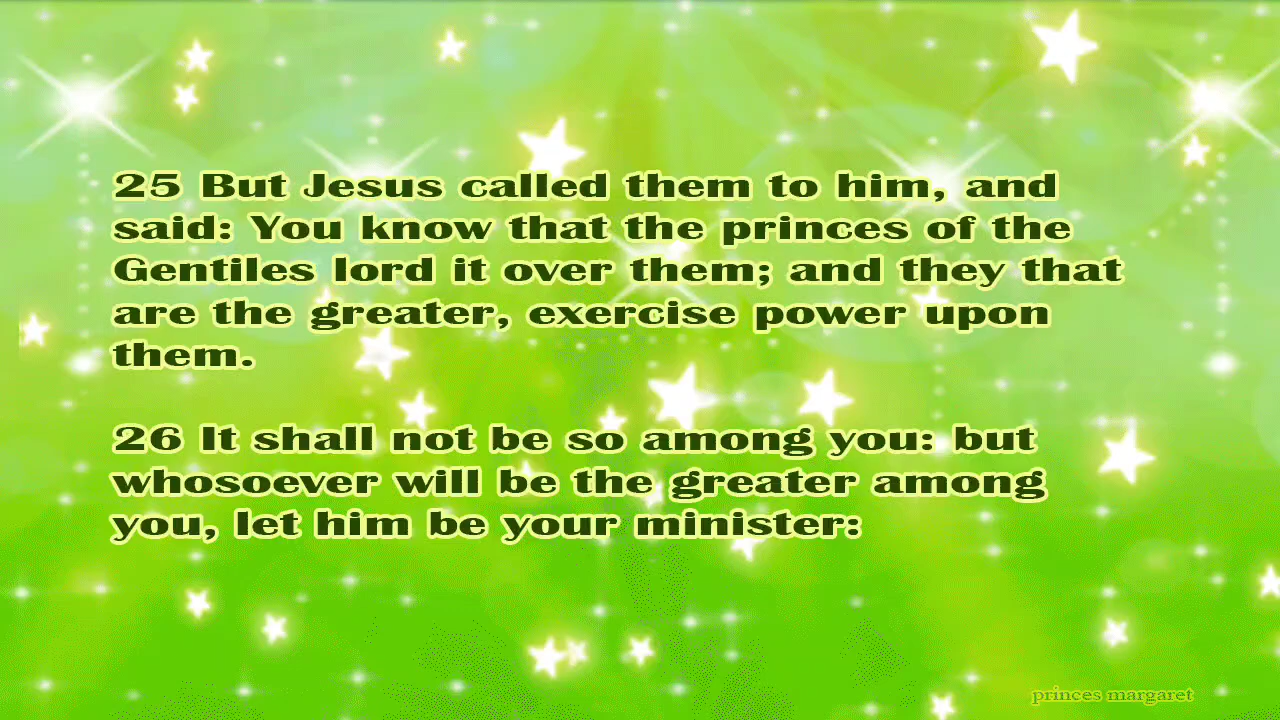 25 But Jesus called them to him, and
said: You know that the princes of the
Gentiles lord it over them; and they that
are the greater, exercise power upon
them.
26 It shall not be so among you: but
whosoever will be the greater among
you, let him be your minister:
princes margaret